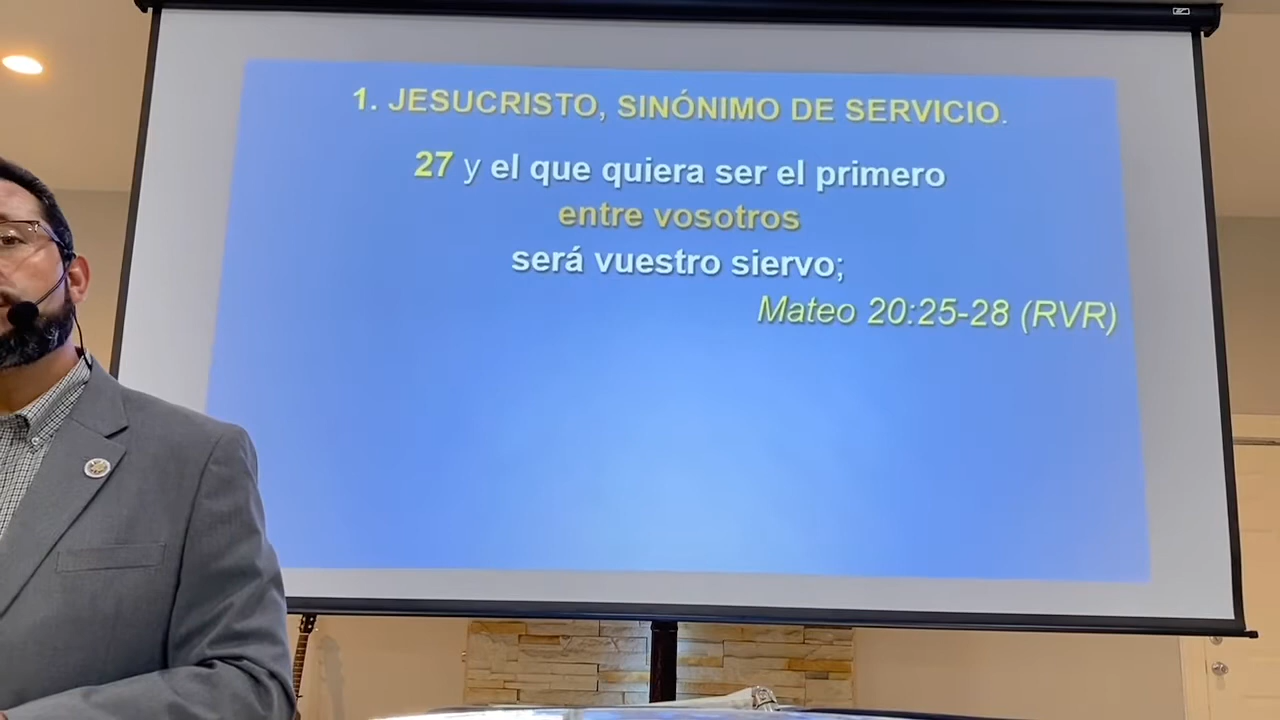 1. JESUCRISTO, SINÓNIMO DE SERVICIO.
27 y el que quiera ser el primero
entre vosotros
será vuestro siervo;
Mateo 20:25-28 (RVR)